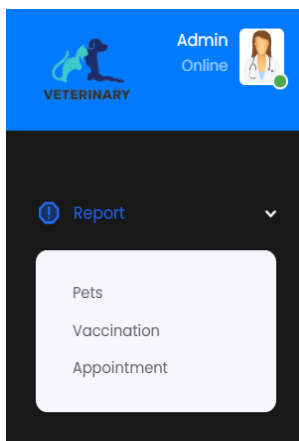 Admin
Online
VETERINARY
Report
Pets
Vaccination
Appointment